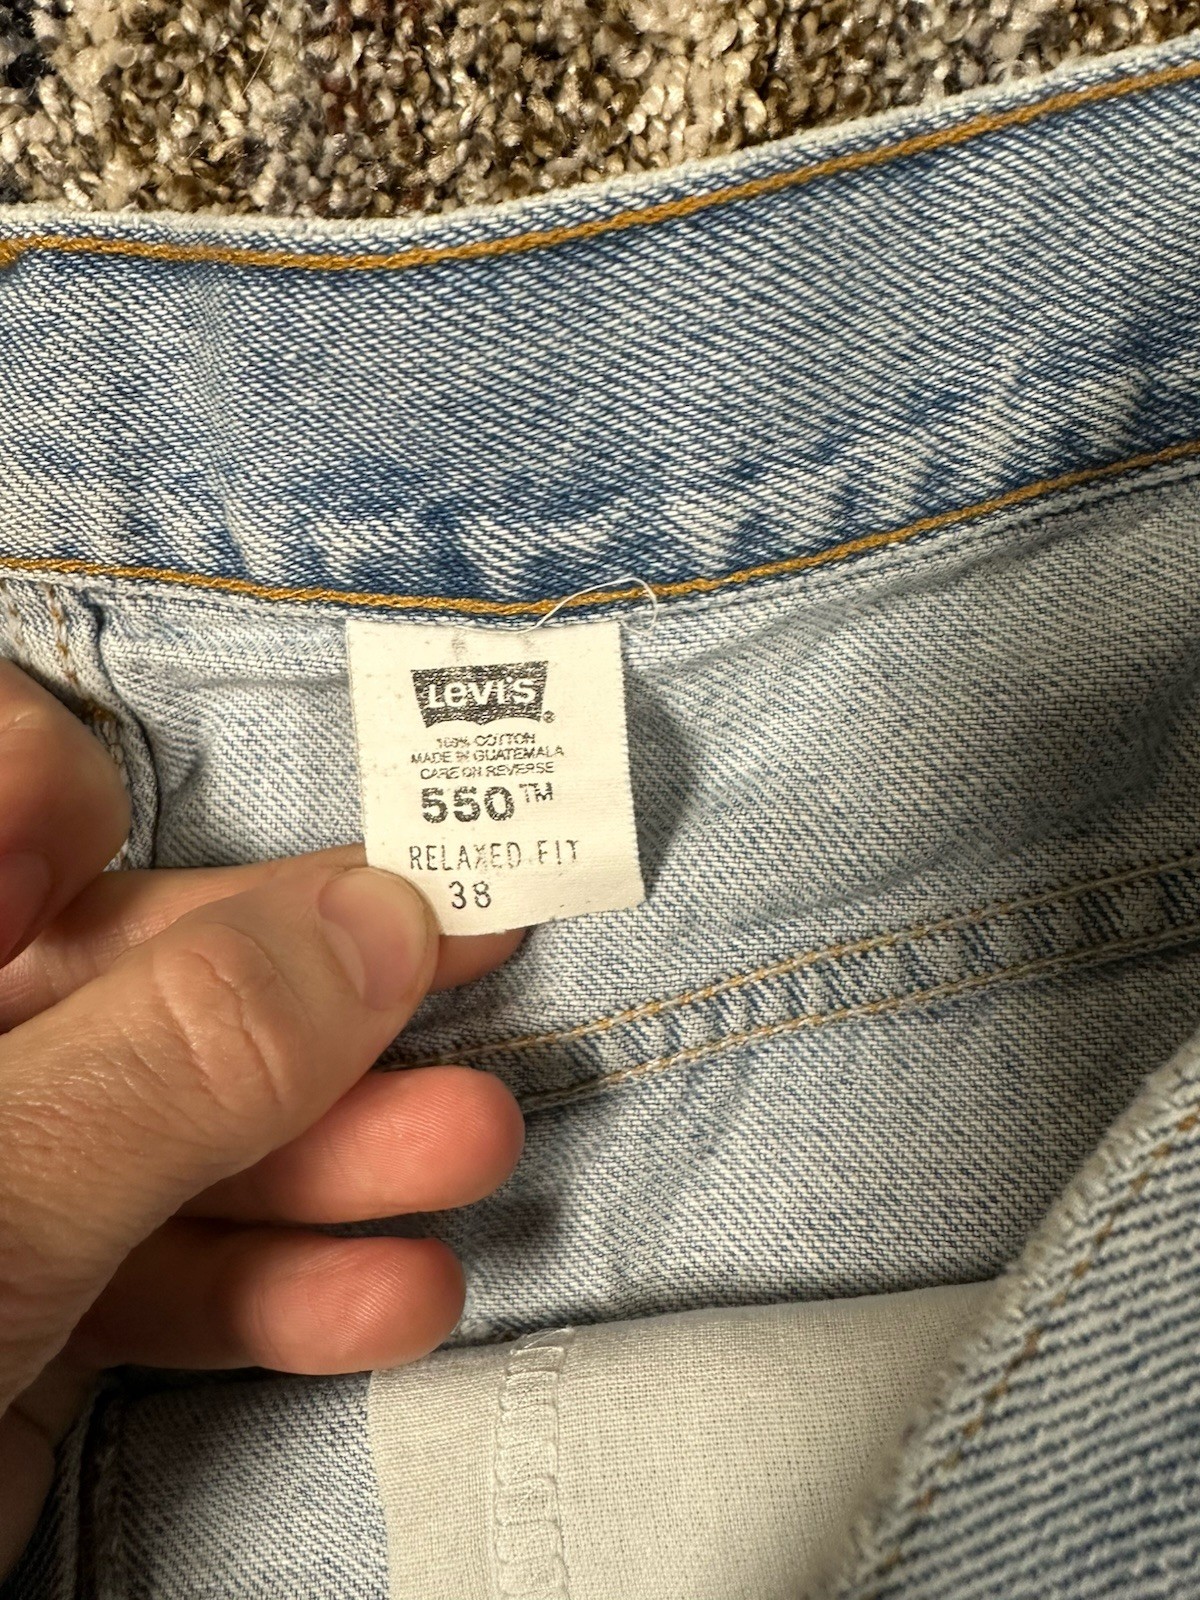 LEVI'S®
100% COTTON
MADE IN GUATEMALA
CARE ON REVERSE
550™
RELAXED FIT
38